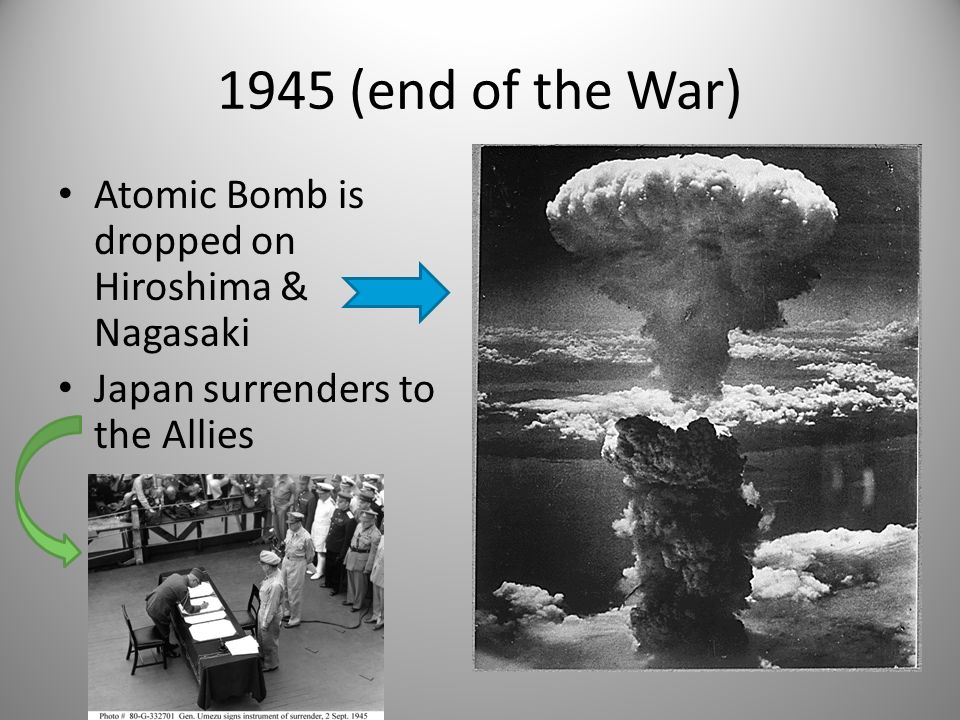 1945 (end of the War)
• Atomic Bomb is
dropped on
Hiroshima &
Nagasaki
• Japan surrenders to
the Allies
Photo # 80-G-332701 Gen. Umezu signs instrument of surrender, 2 Sept. 1945